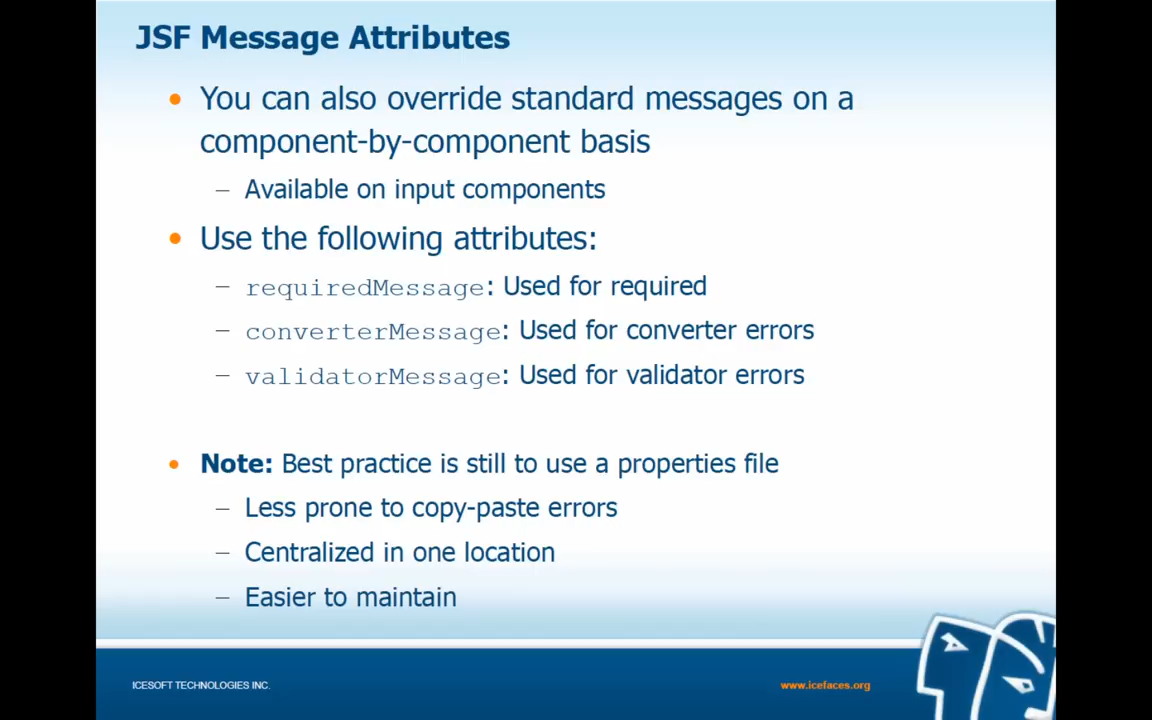 JSF Message Attributes
• You can also override standard messages on a
component-by-component basis
– Available on input components
• Use the following attributes:
– requiredMessage: Used for required
– converterMessage: Used for converter errors
– validatorMessage: Used for validator errors
• Note: Best practice is still to use a properties file
– Less prone to copy-paste errors
– Centralized in one location
– Easier to maintain
ICESOFT TECHNOLOGIES INC.
www.icefaces.org